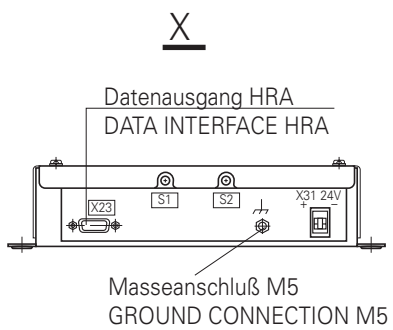 X
Datenausgang HRA
DATA INTERFACE HRA
X23
S1
S2
X31 24V
+ −
Masseanschluß M5
GROUND CONNECTION M5